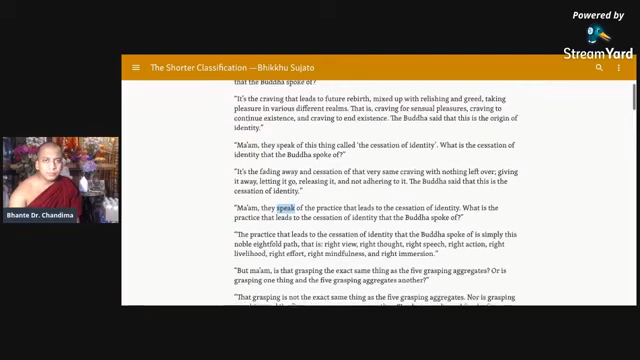 Powered by
StreamYard
The Shorter Classification —Bhikkhu Sujato
that the Buddha spoke of?"
"It's the craving that leads to future rebirth, mixed up with relishing and greed, taking
pleasure in various different realms. That is, craving for sensual pleasures, craving to
continue existence, and craving to end existence. The Buddha said that this is the origin of
identity."
"Ma'am, they speak of this thing called 'the cessation of identity'. What is the cessation of
identity that the Buddha spoke of?"
"It's the fading away and cessation of that very same craving with nothing left over; giving
it away, letting it go, releasing it, and not adhering to it. The Buddha said that this is the
cessation of identity."
"Ma'am, they speak of the practice that leads to the cessation of identity. What is the
practice that leads to the cessation of identity that the Buddha spoke of?"
"The practice that leads to the cessation of identity that the Buddha spoke of is simply this
noble eightfold path, that is: right view, right thought, right speech, right action, right
livelihood, right effort, right mindfulness, and right immersion."
"But ma'am, is that grasping the exact same thing as the five grasping aggregates? Or is
grasping one thing and the five grasping aggregates another?"
"That grasping is not the exact same thing as the five grasping aggregates. Nor is grasping
Bhante Dr. Chandima